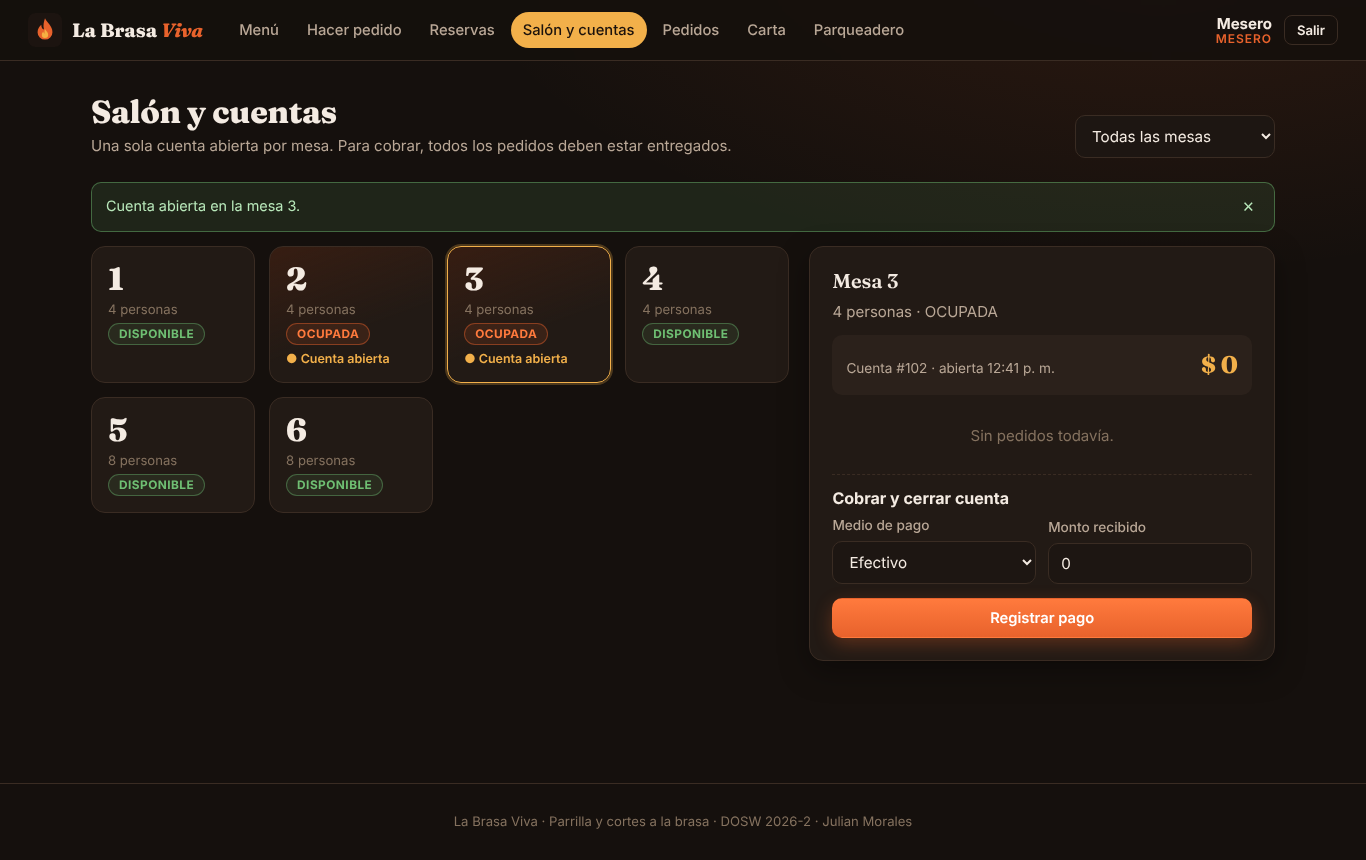 La Brasa Viva
Menú
Hacer pedido
Reservas
Salón y cuentas
Pedidos
Carta
Parqueadero
Mesero
MESERO
Salir
Salón y cuentas
Una sola cuenta abierta por mesa. Para cobrar, todos los pedidos deben estar entregados.
Todas las mesas
Cuenta abierta en la mesa 3.
×
1
4 personas
DISPONIBLE
2
4 personas
OCUPADA
Cuenta abierta
3
4 personas
OCUPADA
Cuenta abierta
4
4 personas
DISPONIBLE
5
8 personas
DISPONIBLE
6
8 personas
DISPONIBLE
Mesa 3
4 personas · OCUPADA
Cuenta #102 · abierta 12:41 p. m.
$ 0
Sin pedidos todavía.
Cobrar y cerrar cuenta
Medio de pago
Monto recibido
Efectivo
0
Registrar pago
La Brasa Viva · Parrilla y cortes a la brasa · DOSW 2026-2 · Julian Morales